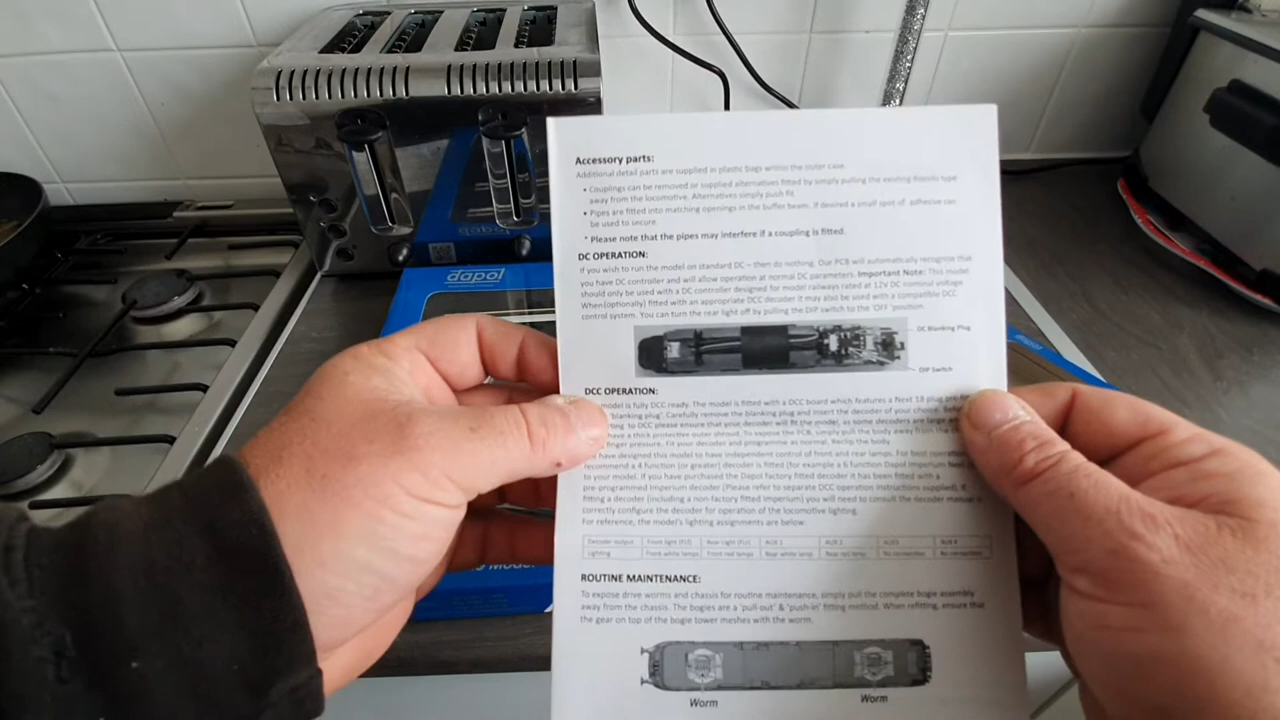 Accessory parts:
Additional detail parts are supplied in plastic bags within the outer case.
• Couplings can be removed or supplied alternatives fitted by simply pulling the existing type
away from the locomotive. Alternatives simply push fit.
• Pipes are fitted into matching openings in the buffer beam. If desired a small spot of adhesive can
be used to secure.
* Please note that the pipes may interfere if a coupling is fitted.
DC OPERATION:
If you wish to run the model on standard DC – then do nothing. Our PCB will automatically recognise that
you have DC controller and will allow operation at normal DC parameters. Important Note: This model
should only be used with a DC controller designed for model railways rated at 12V DC nominal voltage
When (optionally) fitted with an appropriate DCC decoder it may also be used with a compatible DCC
control system. You can turn the rear light off by pulling the DIP switch to the 'OFF' position
DC Blanking Plug
DIP Switch
DCC OPERATION:
model is fully DCC ready. The model is fitted with a DCC board which features a Next 18 plug
'blanking plug'. Carefully remove the blanking plug and insert the decoder of your choice.
to DCC please ensure that your decoder will fit the model, as some decoders are large
have a thick protective outer shroud. To expose the PCB, simply pull the body away from the
finger pressure. Fit your decoder and programme as normal. Reclip the body.
have designed this model to have independent control of front and rear lamps. For best
recommend a 4 function (or greater) decoder is fitted (for example a 6 function Dapol Imperium
to your model. If you have purchased the Dapol factory fitted decoder it has been fitted with a
pre-programmed Imperium decoder (Please refer to separate DCC operation instructions supplied). If
fitting a decoder (including a non-factory fitted Imperium) you will need to consult the decoder manual
correctly configure the decoder for operation of the locomotive lighting.
For reference, the model's lighting assignments are below:
Decoder output Front light Rear Light AUX 1 AUX 2 AUX 3 AUX 4
Lighting Front white lamps Front red lamps Rear white lamp Rear red lamp No connection No connection
ROUTINE MAINTENANCE:
To expose drive worms and chassis for routine maintenance, simply pull the complete bogie assembly
away from the chassis. The bogies are a 'pull-out' & 'push-in' fitting method. When refitting, ensure that
the gear on top of the bogie tower meshes with the worm.
Worm
Worm
dapol
dapol